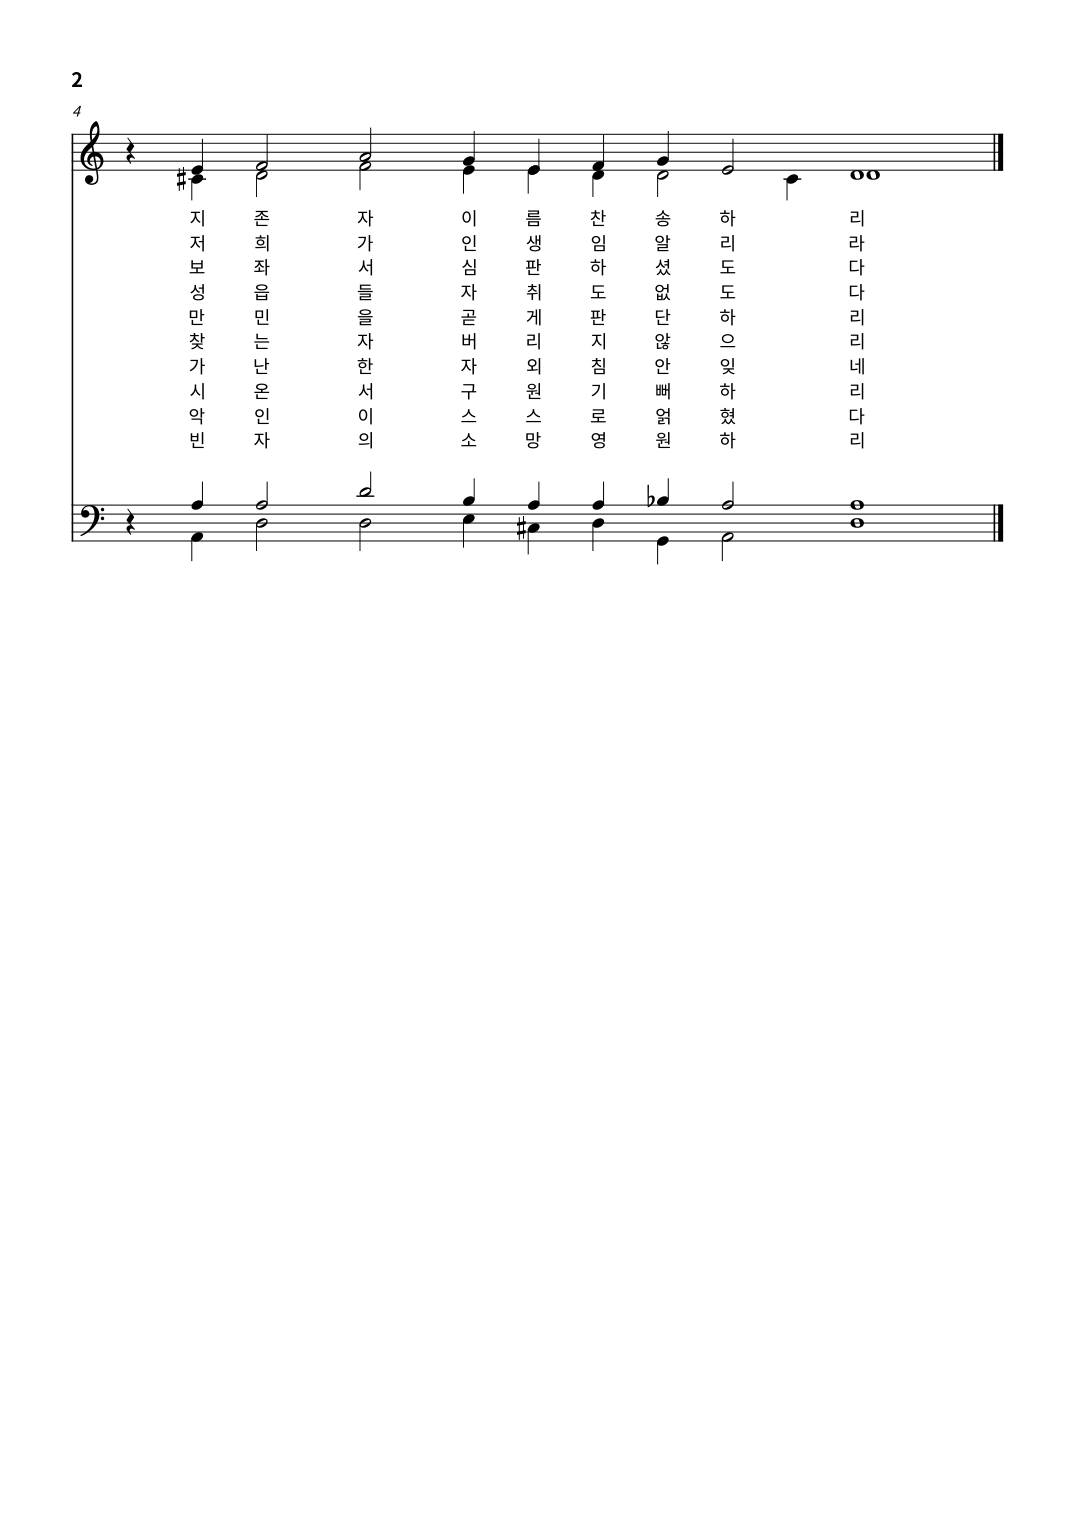 2
4
지 존 자 이 름 찬 송 하 리
저 희 가 인 생 임 알 리 라
보 좌 서 심 판 하 셨 도 다
성 읍 들 자 취 도 없 도 다
만 민 을 곧 게 판 단 하 리
찾 는 자 버 리 지 않 으 리
가 난 한 자 외 침 안 잊 네
시 온 서 구 원 기 뻐 하 리
악 인 이 스 스 로 얽 혔 다
빈 자 의 소 망 영 원 하 리